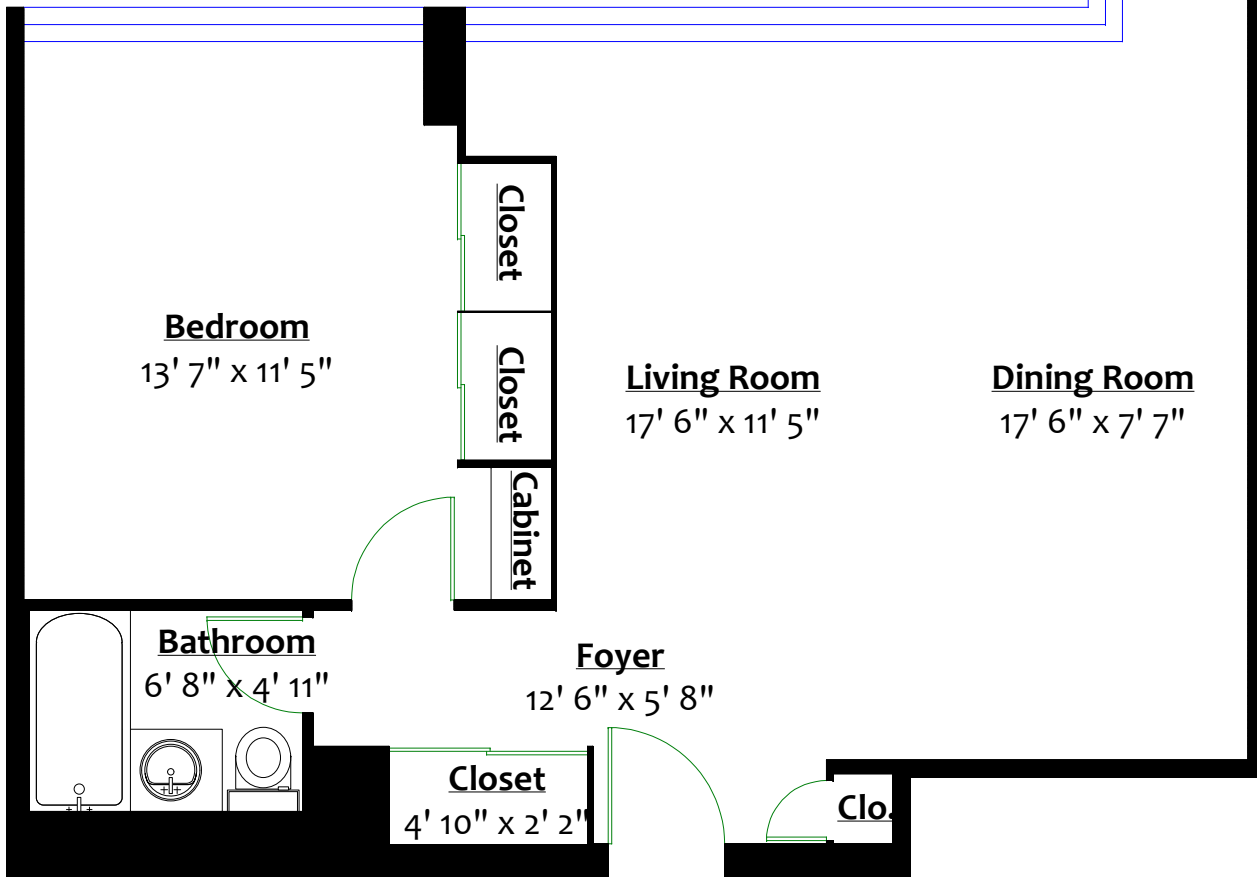 Closet
Bedroom
13' 7" x 11' 5"
Closet
Living Room
17' 6" x 11' 5"
Dining Room
17' 6" x 7' 7"
Cabinet
Bathroom
6' 8" x 4' 11"
Foyer
12' 6" x 5' 8"
Closet
4' 10" x 2' 2"
Clo.